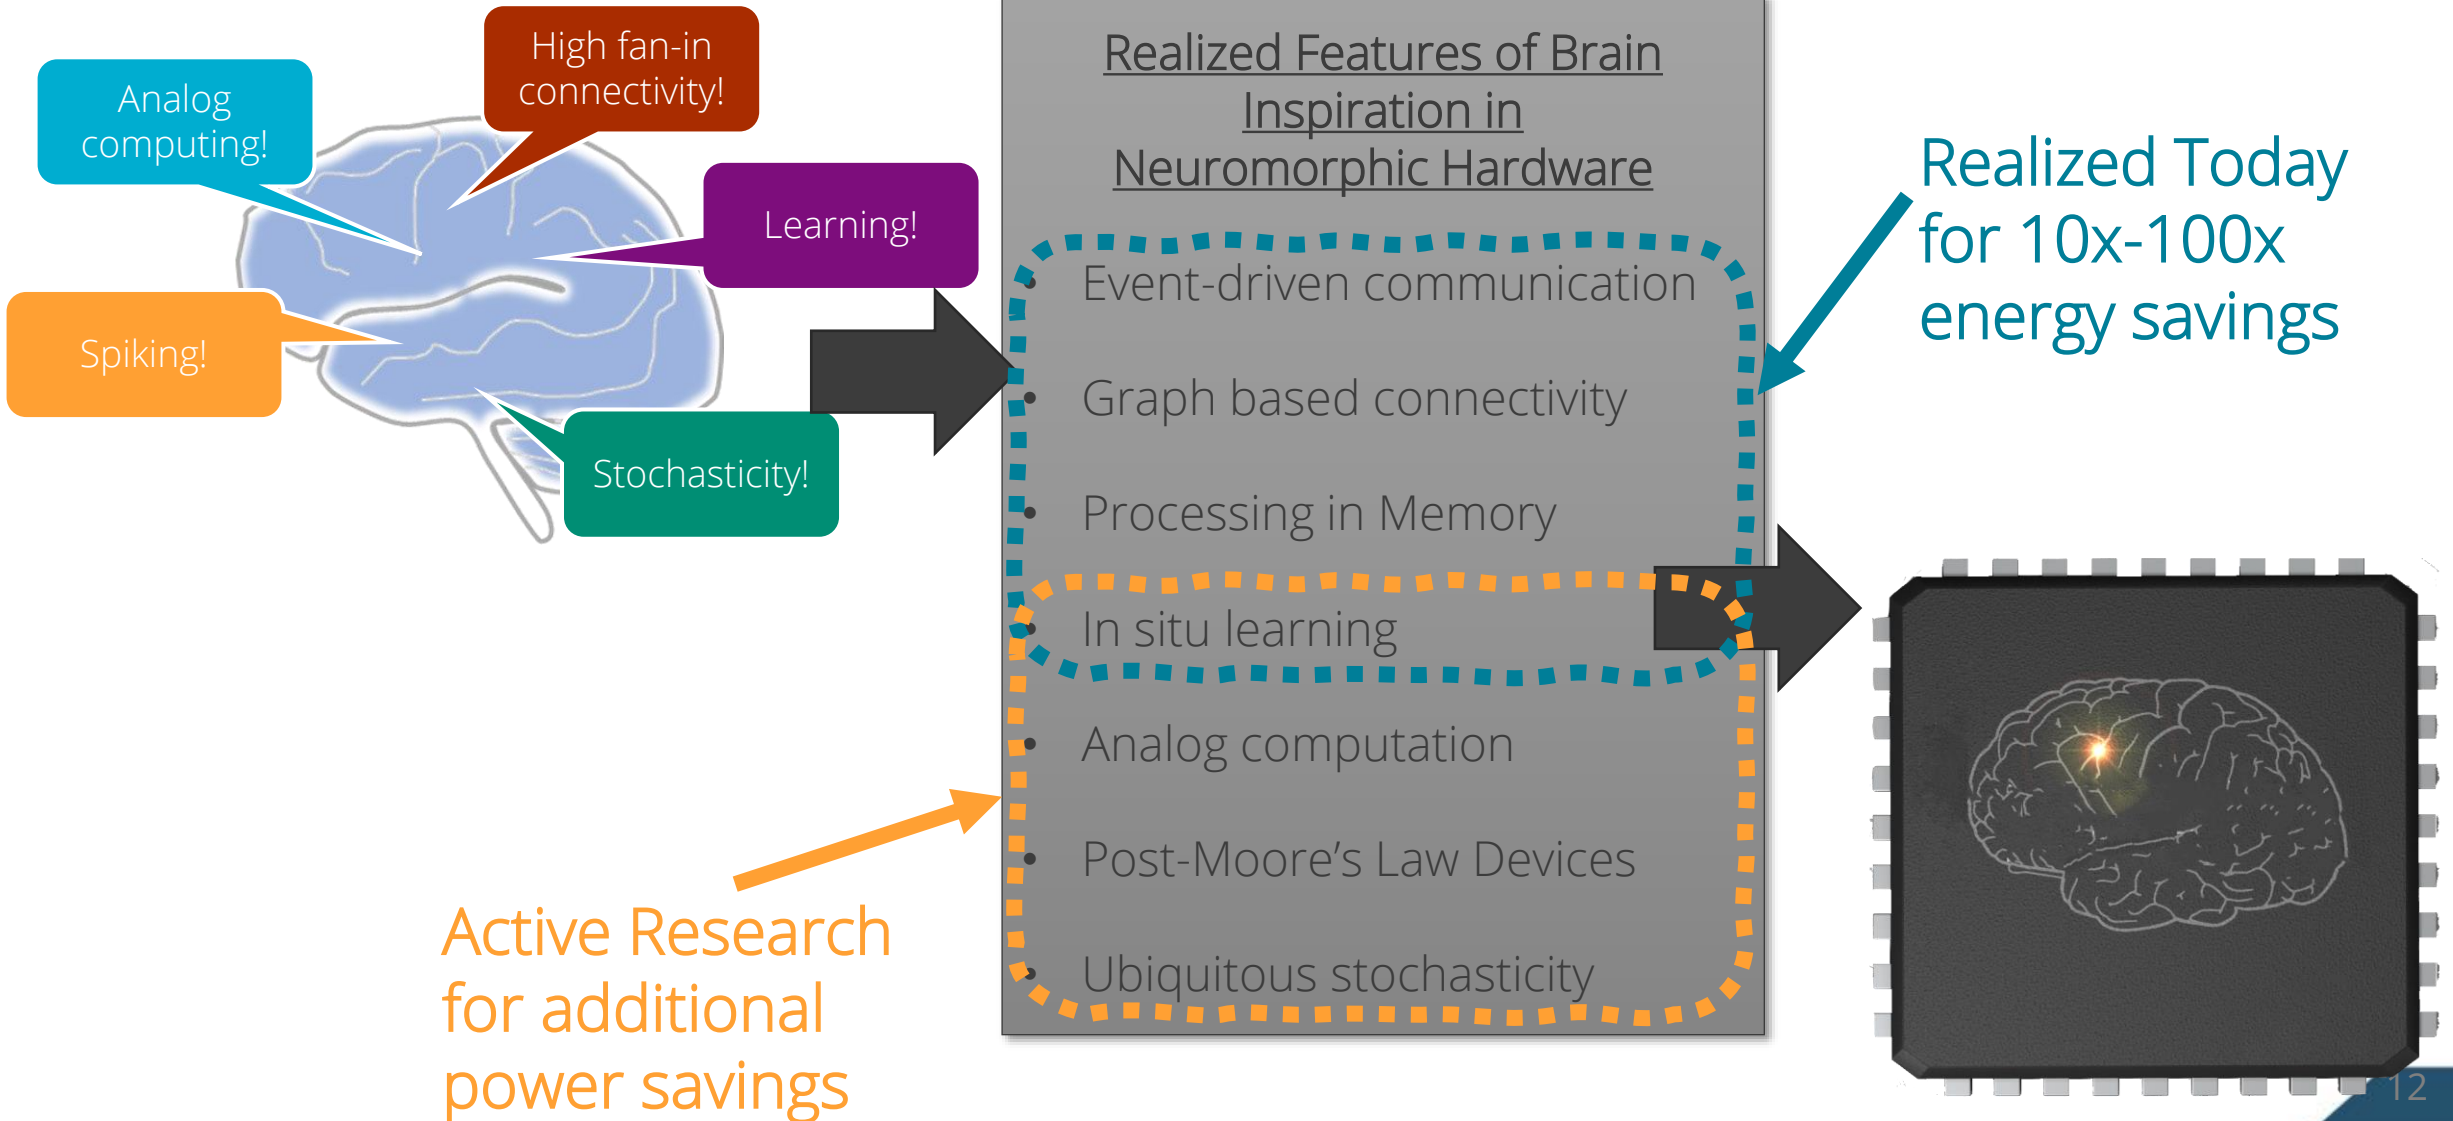 High fan-in
connectivity!
Analog
computing!
Learning!
Spiking!
Stochasticity!
Realized Features of Brain
Inspiration in
Neuromorphic Hardware
• Event-driven communication
• Graph based connectivity
• Processing in Memory
• In situ learning
• Analog computation
• Post-Moore’s Law Devices
• Ubiquitous stochasticity
Realized Today
for 10x-100x
energy savings
Active Research
for additional
power savings
12